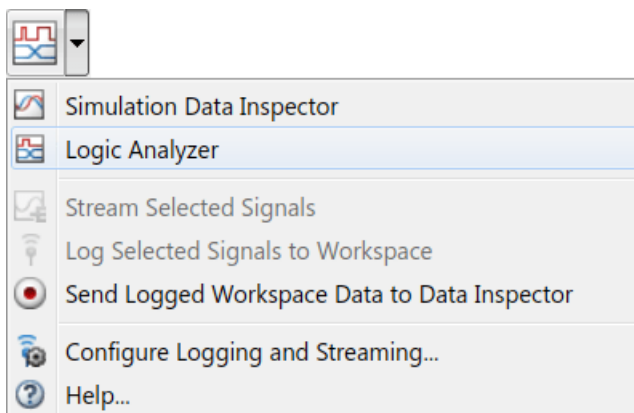 Simulation Data Inspector
Logic Analyzer
Stream Selected Signals
Log Selected Signals to Workspace
Send Logged Workspace Data to Data Inspector
Configure Logging and Streaming...
Help...